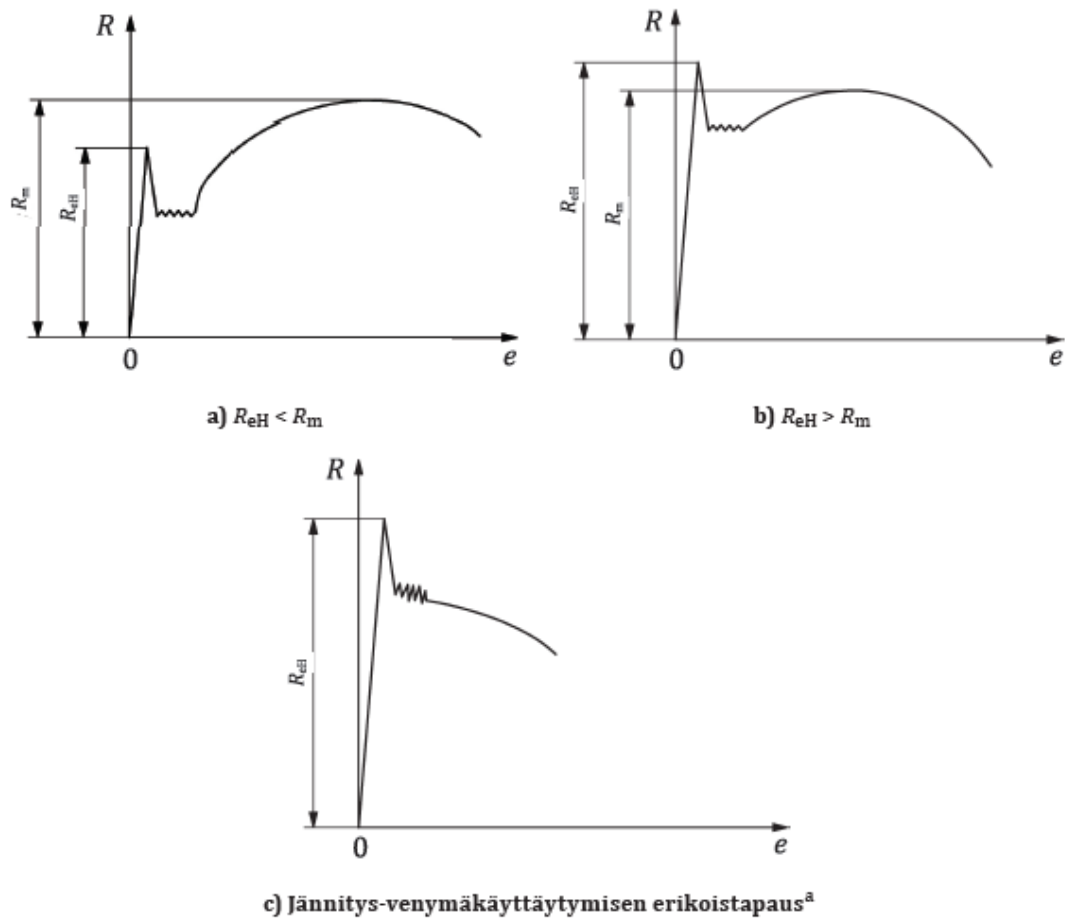 R
R
Rm
ReH
ReH
Rm
0
e
0
e
a) ReH < Rm
b) ReH > Rm
R
ReH
0
e
c) Jännitys-venymäkäyttäytymisen erikoistapausᵃ